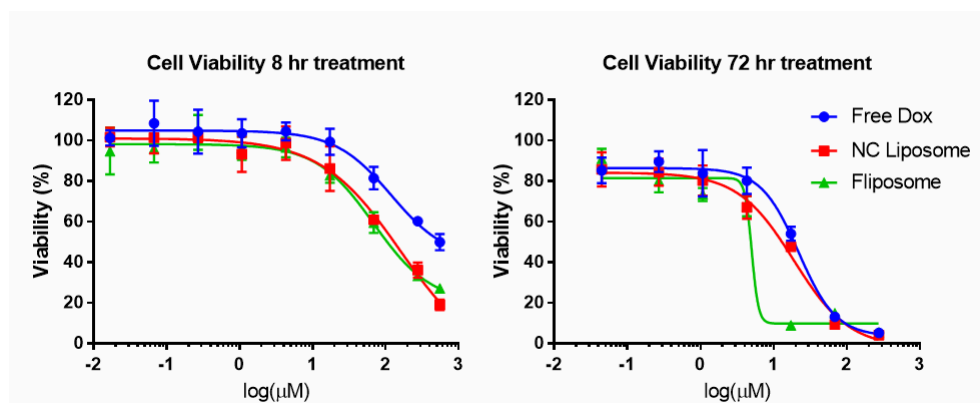 Cell Viability 8 hr treatment
Viability (%)
120
100
80
60
40
20
0
-2 -1 0 1 2 3
log(μM)
Cell Viability 72 hr treatment
Viability (%)
120
100
80
60
40
20
0
-2 -1 0 1 2 3
log(μM)
Free Dox
NC Liposome
Fliposome